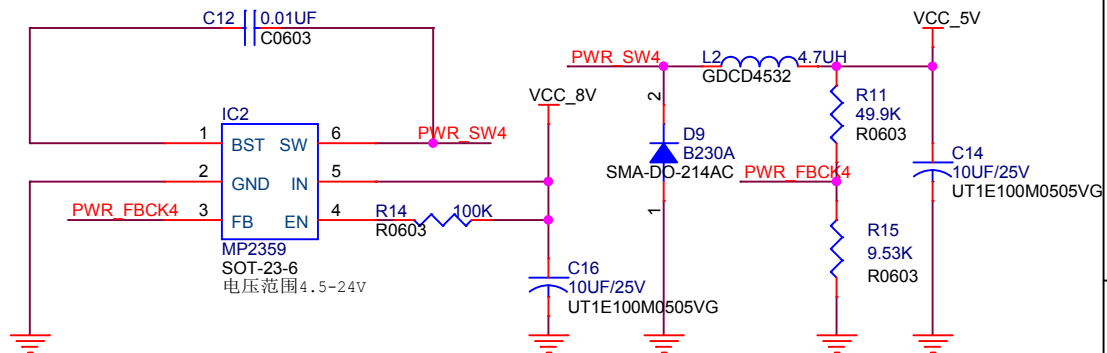 C12
0.01UF
C0603
IC2
1
BST
SW
6
PWR_SW4
2
GND
IN
5
PWR_FBCK4
3
FB
EN
4
MP2359
SOT-23-6
电压范围4.5-24V
VCC_8V
R14
100K
R0603
C16
10UF/25V
UT1E100M0505VG
PWR_SW4
L2
4.7UH
GDCD4532
VCC_5V
2
D9
B230A
SMA-DO-214AC
1
R11
49.9K
R0603
PWR_FBCK4
R15
9.53K
R0603
C14
10UF/25V
UT1E100M0505VG